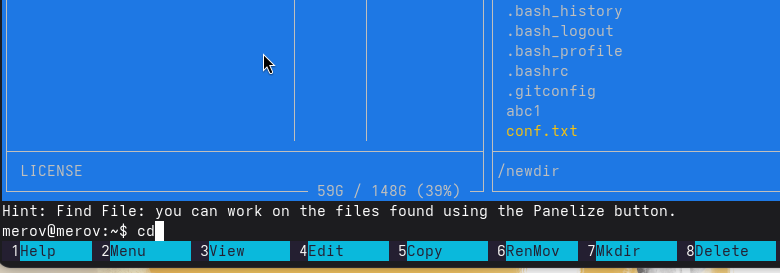 .bash_history
.bash_logout
.bash_profile
.bashrc
.gitconfig
abc1
conf.txt
LICENSE
/newdir
59G / 148G (39%)
Hint: Find File: you can work on the files found using the Panelize button.
merov@merov:~$ cd
1Help 2Menu 3View 4Edit 5Copy 6RenMov 7Mkdir 8Delete